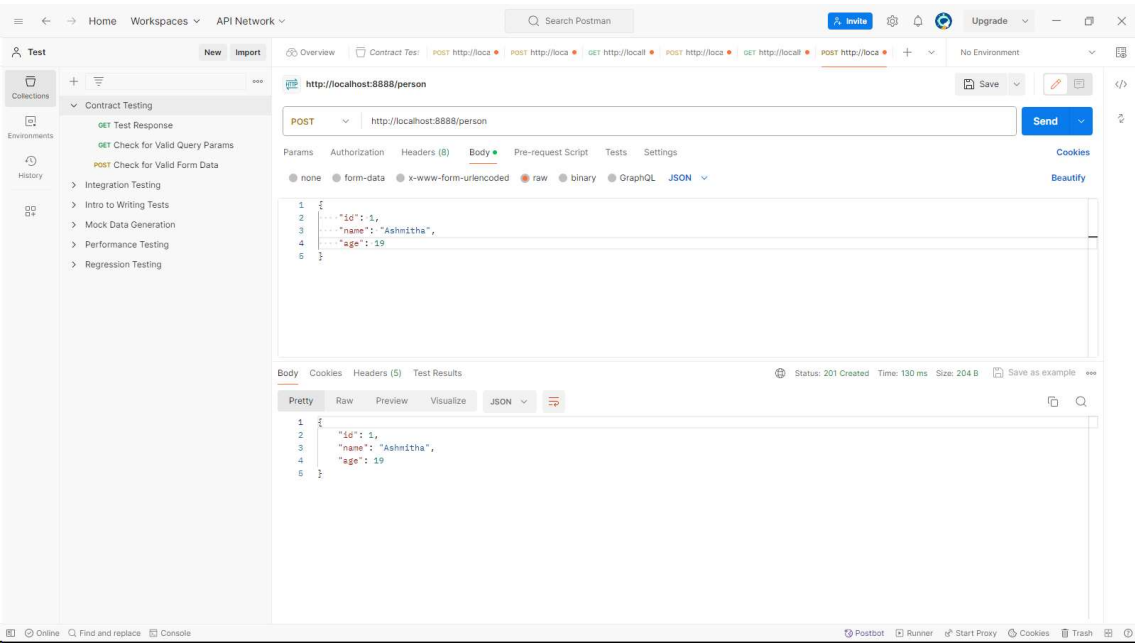 Home Workspaces API Network Search Postman Invite Upgrade
Test New Import Overview Contract Tes POST http://loca POST http://loca GET http://locall POST http://loca GET http://locall POST http://loca No Environment
Collections
Environments
History
Contract Testing
GET Test Response
GET Check for Valid Query Params
POST Check for Valid Form Data
Integration Testing
Intro to Writing Tests
Mock Data Generation
Performance Testing
Regression Testing
http://localhost:8888/person Save
POST http://localhost:8888/person Send
Params Authorization Headers (8) Body Pre-request Script Tests Settings Cookies
none form-data x-www-form-urlencoded raw binary GraphQL JSON Beautify
1 {
2 ····"id":·1,
3 ····"name":·"Ashmitha",
4 ····"age":·19
5 }
Body Cookies Headers (5) Test Results Status: 201 Created Time: 130 ms Size: 204 B Save as example
Pretty Raw Preview Visualize JSON
1 {
2 "id": 1,
3 "name": "Ashmitha",
4 "age": 19
5 }
Online Find and replace Console Postbot Runner Start Proxy Cookies Trash